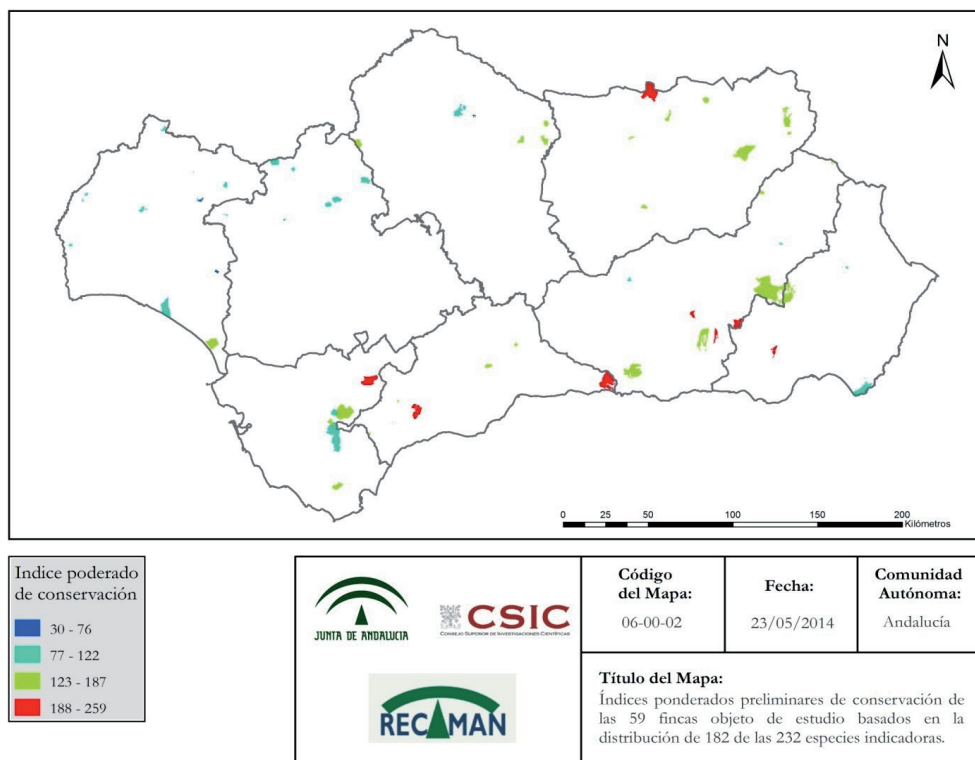 N
0 25 50 100 150 200
Kilómetros
Indice poderado
de conservación
30 - 76
77 - 122
123 - 187
188 - 259
JUNTA DE ANDALUCIA
CSIC
CONSEJO SUPERIOR DE INVESTIGACIONES CIENTÍFICAS
RECAMAN
Código
del Mapa:
06-00-02
Fecha:
23/05/2014
Comunidad
Autónoma:
Andalucía
Título del Mapa:
Índices ponderados preliminares de conservación de
las 59 fincas objeto de estudio basados en la
distribución de 182 de las 232 especies indicadoras.